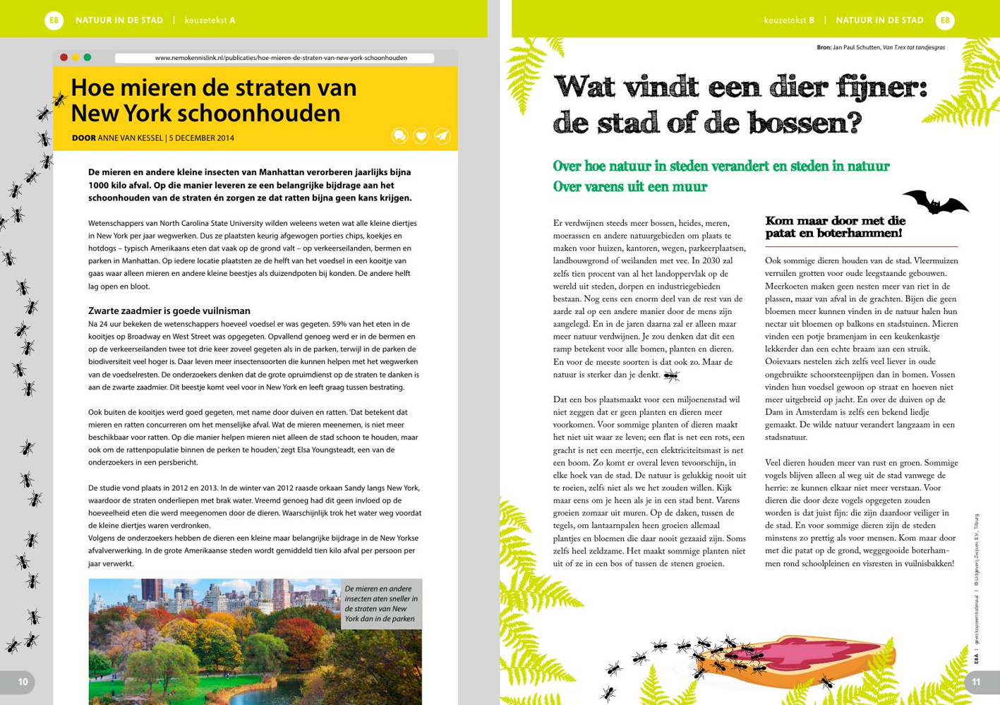 E8 NATUUR IN DE STAD | keuzetekst A
www.nemokennislink.nl/publicaties/hoe-mieren-de-straten-van-new-york-schoonhouden
Hoe mieren de straten van
New York schoonhouden
DOOR ANNE VAN KESSEL | 5 DECEMBER 2014
De mieren en andere kleine insecten van Manhattan verorberen jaarlijks bijna
1000 kilo afval. Op die manier leveren ze een belangrijke bijdrage aan het
schoonhouden van de straten én zorgen ze dat ratten bijna geen kans krijgen.
Wetenschappers van North Carolina State University wilden weleens weten wat alle kleine diertjes
in New York per jaar wegwerken. Dus ze plaatsten keurig afgewogen porties chips, koekjes en
hotdogs – typisch Amerikaans eten dat vaak op de grond valt – op verkeerseilanden, bermen en
parken in Manhattan. Op iedere locatie plaatsten ze de helft van het voedsel in een kooitje van
gaas waar alleen mieren en andere kleine beestjes als duizendpoten bij konden. De andere helft
lag open en bloot.
Zwarte zaadmier is goede vuilnisman
Na 24 uur bekeken de wetenschappers hoeveel voedsel er was gegeten. 59% van het eten in de
kooitjes op Broadway en West Street was opgegeten. Opvallend genoeg werd er in de bermen en
op de verkeerseilanden twee tot drie keer zoveel gegeten als in de parken, terwijl in de parken de
biodiversiteit veel hoger is. Daar leven meer insectensoorten die kunnen helpen met het wegwerken
van de voedselresten. De onderzoekers denken dat de grote opruimdienst op de straten te danken is
aan de zwarte zaadmier. Dit beestje komt veel voor in New York en leeft graag tussen bestrating.
Ook buiten de kooitjes werd goed gegeten, met name door duiven en ratten. ‘Dat betekent dat
mieren en ratten concurreren om het menselijke afval. Wat de mieren meenemen, is niet meer
beschikbaar voor ratten. Op die manier helpen mieren niet alleen de stad schoon te houden, maar
ook om de rattenpopulatie binnen de perken te houden,’ zegt Elsa Youngsteadt, een van de
onderzoekers in een persbericht.
De studie vond plaats in 2012 en 2013. In de winter van 2012 raasde orkaan Sandy langs New York,
waardoor de straten onderliepen met brak water. Vreemd genoeg had dit geen invloed op de
hoeveelheid eten die werd meegenomen door de dieren. Waarschijnlijk trok het water weg voordat
de kleine diertjes waren verdronken.
Volgens de onderzoekers hebben de dieren een kleine maar belangrijke bijdrage in de New Yorkse
afvalverwerking. In de grote Amerikaanse steden wordt gemiddeld tien kilo afval per persoon per
jaar verwerkt.
De mieren en andere
insecten aten sneller in
de straten van New
York dan in de parken
10
keuzetekst B | NATUUR IN DE STAD E8
Bron: Jan Paul Schutten, Van T.rex tot tandjesgras
Wat vindt een dier fijner:
de stad of de bossen?
Over hoe natuur in steden verandert en steden in natuur
Over varens uit een muur
Er verdwijnen steeds meer bossen, heides, meren,
moerassen en andere natuurgebieden om plaats te
maken voor huizen, kantoren, wegen, parkeerplaatsen,
landbouwgrond of weilanden met vee. In 2030 zal
zelfs tien procent van al het landoppervlak op de
wereld uit steden, dorpen en industriegebieden
bestaan. Nog eens een enorm deel van de rest van de
aarde zal op een andere manier door de mens zijn
aangelegd. En in de jaren daarna zal er alleen maar
meer natuur verdwijnen. Je zou denken dat dit een
ramp betekent voor alle bomen, planten en dieren.
En voor de meeste soorten is dat ook zo. Maar de
natuur is sterker dan je denkt.
Dat een bos plaatsmaakt voor een miljoenenstad wil
niet zeggen dat er geen planten en dieren meer
voorkomen. Voor sommige planten of dieren maakt
het niet uit waar ze leven; een flat is net een rots, een
gracht is net een meertje, een elektriciteitsmast is net
een boom. Zo komt er overal leven tevoorschijn, in
elke hoek van de stad. De natuur is gelukkig nooit uit
te roeien, zelfs niet als we het zouden willen. Kijk
maar eens om je heen als je in een stad bent. Varens
groeien zomaar uit muren. Op de daken, tussen de
tegels, om lantaarnpalen heen groeien allemaal
plantjes en bloemen die daar nooit gezaaid zijn. Soms
zelfs heel zeldzame. Het maakt sommige planten niet
uit of ze in een bos of tussen de stenen groeien.
Kom maar door met die
patat en boterhammen!
Ook sommige dieren houden van de stad. Vleermuizen
verruilen grotten voor oude leegstaande gebouwen.
Meerkoeten maken geen nesten meer van riet in de
plassen, maar van afval in de grachten. Bijen die geen
bloemen meer kunnen vinden in de natuur halen hun
nectar uit bloemen op balkons en stadstuinen. Mieren
vinden een potje bramenjam in een keukenkastje
lekkerder dan een echte braam aan een struik.
Ooievaars nestelen zich zelfs veel liever in oude
ongebruikte schoorsteenpijpen dan in bomen. Vossen
vinden hun voedsel gewoon op straat en hoeven niet
meer uitgebreid op jacht. En over de duiven op de
Dam in Amsterdam is zelfs een bekend liedje
gemaakt. De wilde natuur verandert langzaam in een
stadsnatuur.
Veel dieren houden meer van rust en groen. Sommige
vogels blijven alleen al weg uit de stad vanwege de
herrie: ze kunnen elkaar niet meer verstaan. Voor
dieren die door deze vogels opgegeten zouden
worden is dat juist fijn: die zijn daardoor veiliger in
de stad. En voor sommige dieren zijn de steden
minstens zo prettig als voor mensen. Kom maar door
met die patat op de grond, weggegooide boterham-
men rond schoolpleinen en visresten in vuilnisbakken!
E8A | geen kopieermateriaal | © Uitgeverij Zwijsen B.V., Tilburg
11